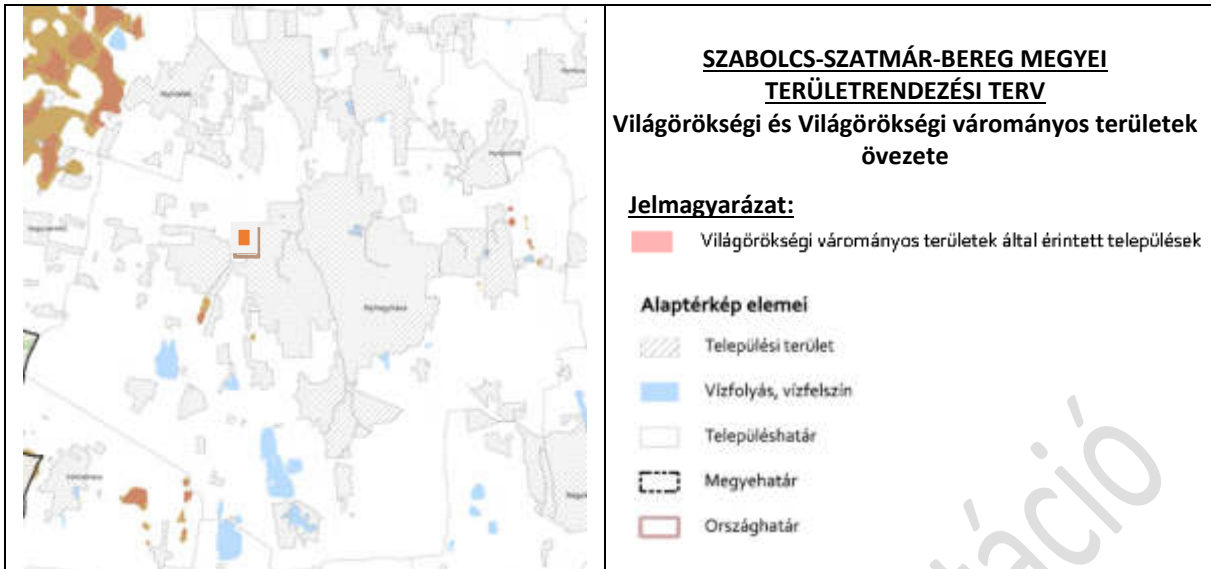 SZABOLCS-SZATMÁR-BEREG MEGYEI
TERÜLETRENDEZÉSI TERV
Világörökségi és Világörökségi várományos területek
övezete
Jelmagyarázat:
Világörökségi várományos területek által érintett települések
Alaptérkép elemei
Települési terület
Vízfolyás, vízfelszín
Településhatár
Megyehatár
Országhatár
Nyíregyháza